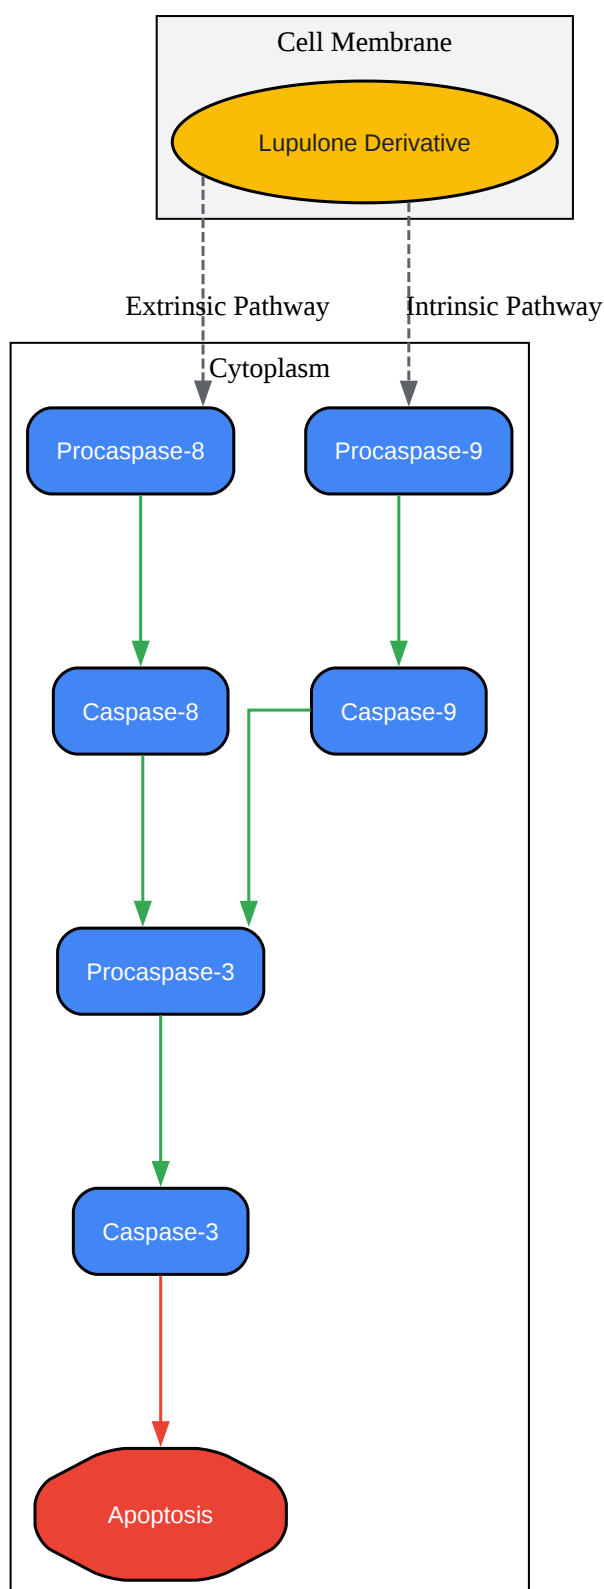 Cell Membrane
Lupulone Derivative
Extrinsic Pathway
Intrinsic Pathway
Cytoplasm
Procaspase-8
Procaspase-9
Caspase-8
Caspase-9
Procaspase-3
Caspase-3
Apoptosis